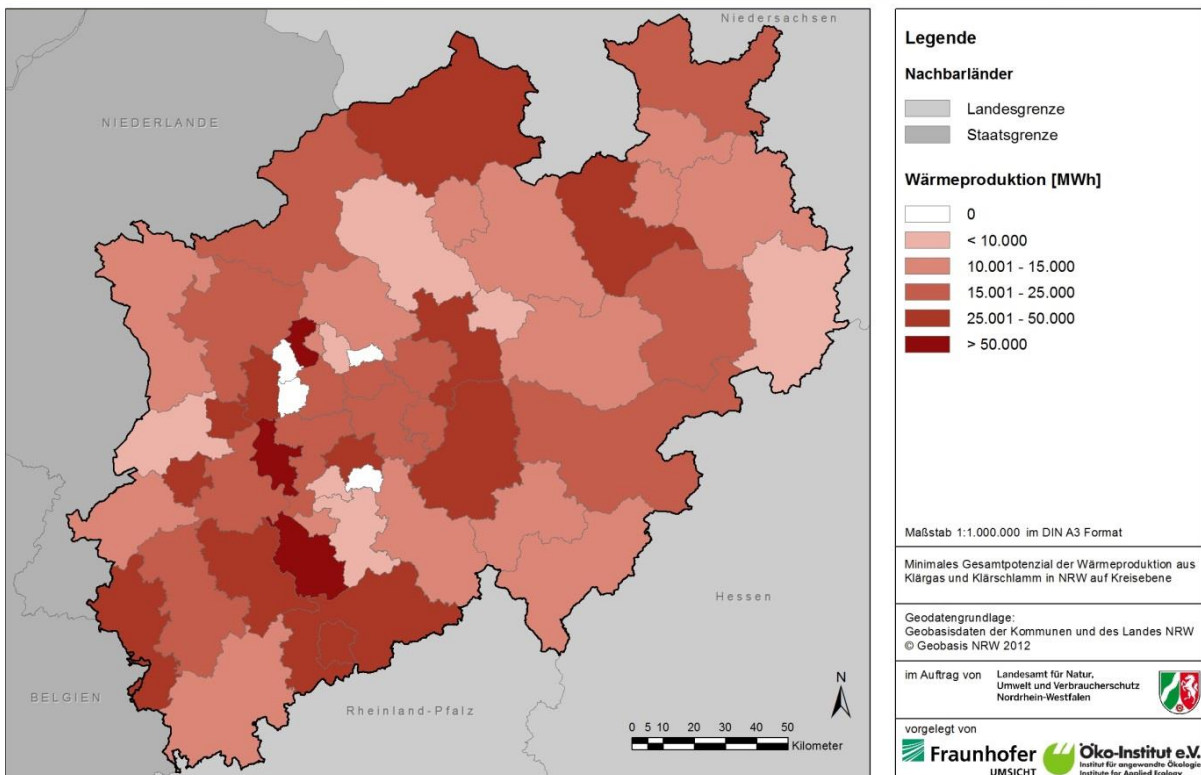 Niedersachsen
NIEDERLANDE
BELGIEN
Rheinland-Pfalz
Hessen
N
0 5 10 20 30 40 50
Kilometer
Legende
Nachbarländer
Landesgrenze
Staatsgrenze
Wärmeproduktion [MWh]
0
< 10.000
10.001 - 15.000
15.001 - 25.000
25.001 - 50.000
> 50.000
Maßstab 1:1.000.000 im DIN A3 Format
Minimales Gesamtpotenzial der Wärmeproduktion aus
Klärgas und Klärschlamm in NRW auf Kreisebene
Geodatengrundlage:
Geobasisdaten der Kommunen und des Landes NRW
© Geobasis NRW 2012
im Auftrag von
Landesamt für Natur,
Umwelt und Verbraucherschutz
Nordrhein-Westfalen
vorgelegt von
Fraunhofer
UMSICHT
Öko-Institut e.V.
Institut für angewandte Ökologie
Institute for Applied Ecology